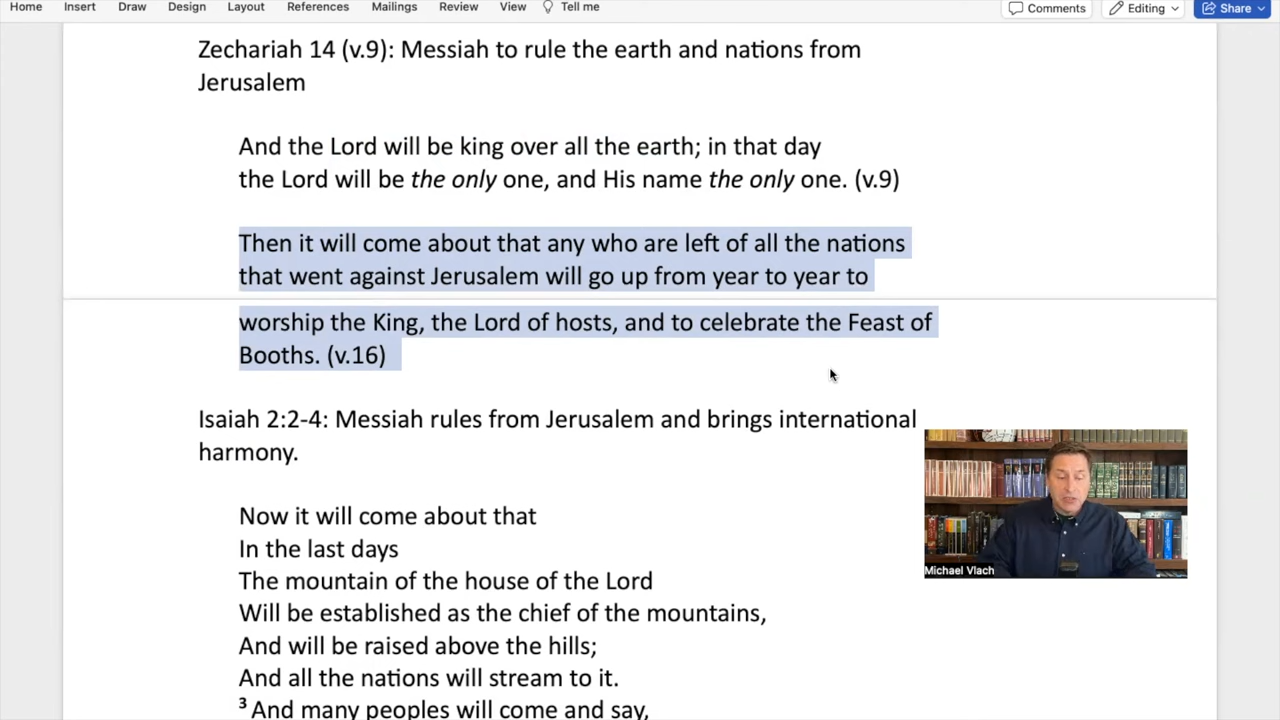 Home Insert Draw Design Layout References Mailings Review View Tell me Comments Editing Share
Zechariah 14 (v.9): Messiah to rule the earth and nations from
Jerusalem
And the Lord will be king over all the earth; in that day
the Lord will be the only one, and His name the only one. (v.9)
Then it will come about that any who are left of all the nations
that went against Jerusalem will go up from year to year to
worship the King, the Lord of hosts, and to celebrate the Feast of
Booths. (v.16)
Isaiah 2:2-4: Messiah rules from Jerusalem and brings international
harmony.
Now it will come about that
In the last days
The mountain of the house of the Lord
Will be established as the chief of the mountains,
And will be raised above the hills;
And all the nations will stream to it.
3 And many peoples will come and say,
Michael Vlach